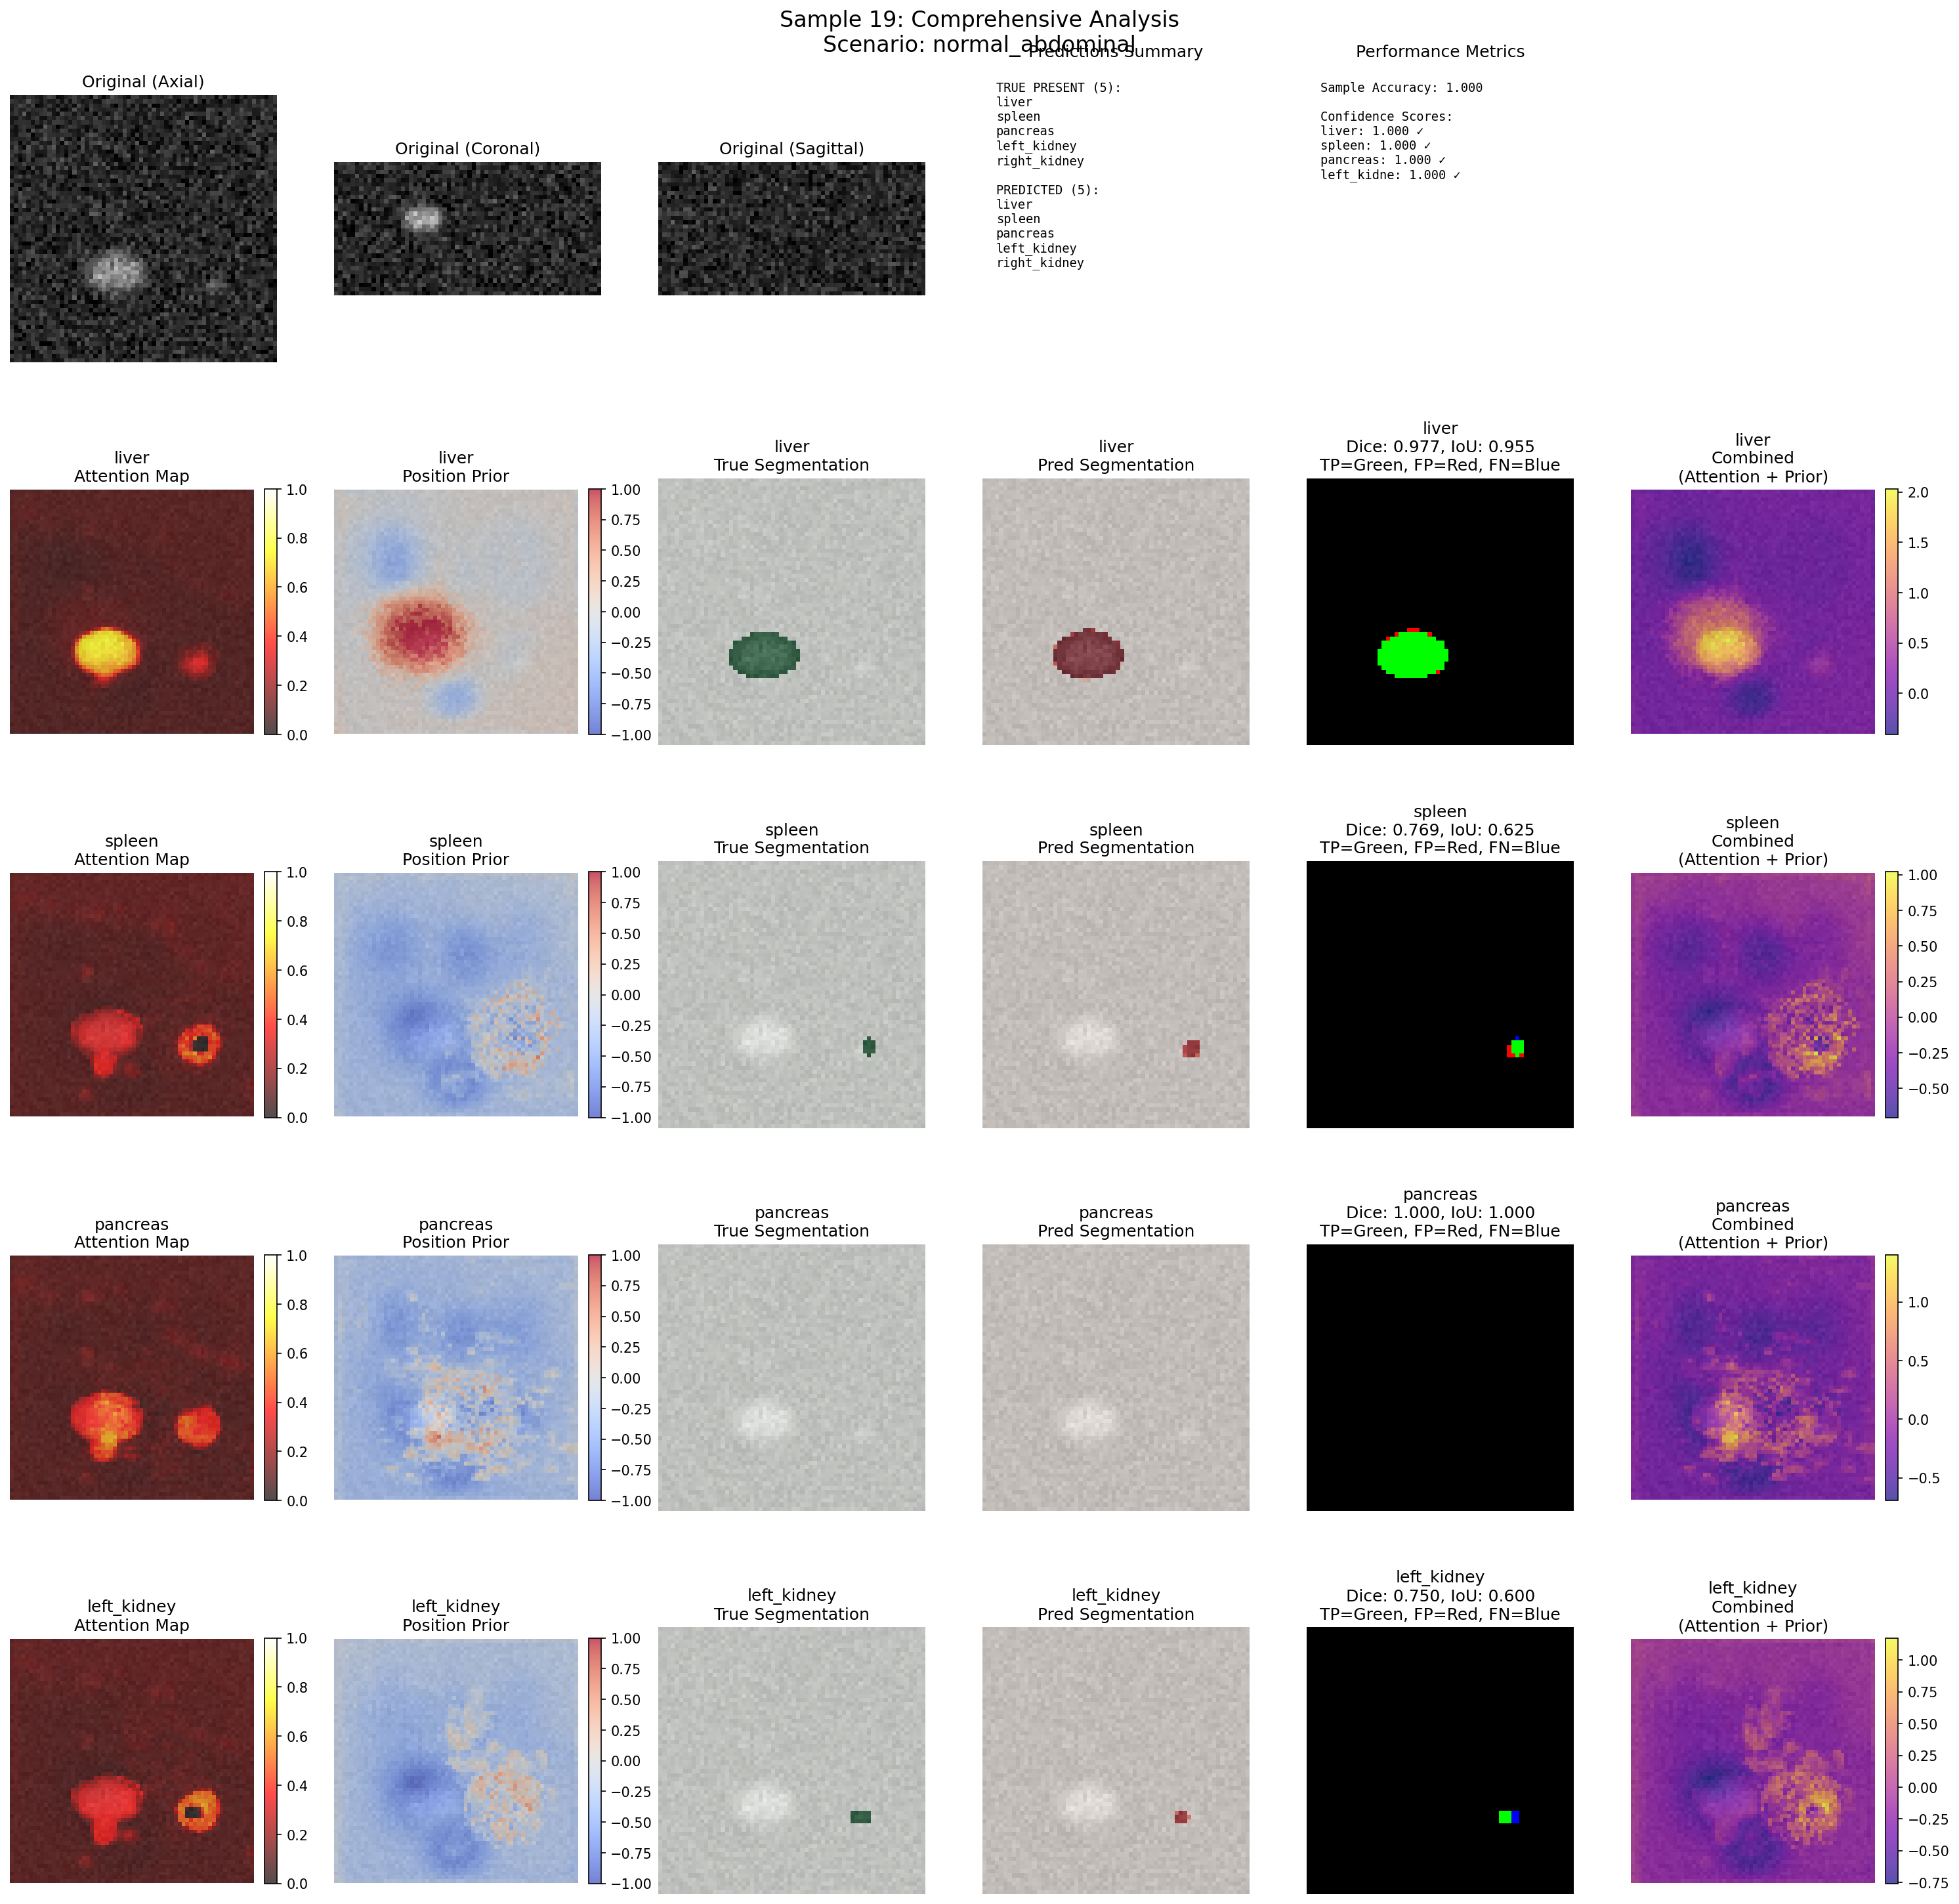 Sample 19: Comprehensive Analysis
Scenario: normal_abdominal
Original (Axial)
Original (Coronal)
Original (Sagittal)
Predictions Summary
TRUE PRESENT (5):
liver
spleen
pancreas
left_kidney
right_kidney
PREDICTED (5):
liver
spleen
pancreas
left_kidney
right_kidney
Performance Metrics
Sample Accuracy: 1.000
Confidence Scores:
liver: 1.000 ✓
spleen: 1.000 ✓
pancreas: 1.000 ✓
left_kidne: 1.000 ✓
liver
Attention Map
1.0
0.8
0.6
0.4
0.2
0.0
liver
Position Prior
1.00
0.75
0.50
0.25
0.00
−0.25
−0.50
−0.75
−1.00
liver
True Segmentation
liver
Pred Segmentation
liver
Dice: 0.977, IoU: 0.955
TP=Green, FP=Red, FN=Blue
liver
Combined
(Attention + Prior)
2.0
1.5
1.0
0.5
0.0
spleen
Attention Map
1.0
0.8
0.6
0.4
0.2
0.0
spleen
Position Prior
1.00
0.75
0.50
0.25
0.00
−0.25
−0.50
−0.75
−1.00
spleen
True Segmentation
spleen
Pred Segmentation
spleen
Dice: 0.769, IoU: 0.625
TP=Green, FP=Red, FN=Blue
spleen
Combined
(Attention + Prior)
1.00
0.75
0.50
0.25
0.00
−0.25
−0.50
pancreas
Attention Map
1.0
0.8
0.6
0.4
0.2
0.0
pancreas
Position Prior
1.00
0.75
0.50
0.25
0.00
−0.25
−0.50
−0.75
−1.00
pancreas
True Segmentation
pancreas
Pred Segmentation
pancreas
Dice: 1.000, IoU: 1.000
TP=Green, FP=Red, FN=Blue
pancreas
Combined
(Attention + Prior)
1.0
0.5
0.0
−0.5
left_kidney
Attention Map
1.0
0.8
0.6
0.4
0.2
0.0
left_kidney
Position Prior
1.00
0.75
0.50
0.25
0.00
−0.25
−0.50
−0.75
−1.00
left_kidney
True Segmentation
left_kidney
Pred Segmentation
left_kidney
Dice: 0.750, IoU: 0.600
TP=Green, FP=Red, FN=Blue
left_kidney
Combined
(Attention + Prior)
1.00
0.75
0.50
0.25
0.00
−0.25
−0.50
−0.75